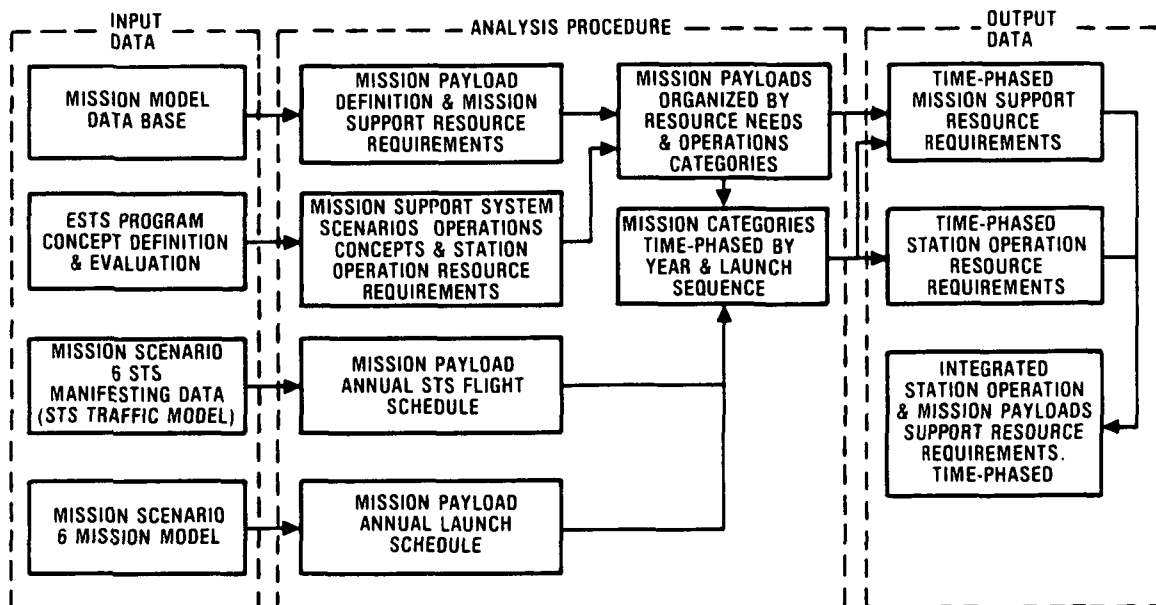 INPUT
DATA
ANALYSIS PROCEDURE
OUTPUT
DATA
MISSION MODEL
DATA BASE
MISSION PAYLOAD
DEFINITION & MISSION
SUPPORT RESOURCE
REQUIREMENTS
MISSION PAYLOADS
ORGANIZED BY
RESOURCE NEEDS
& OPERATIONS
CATEGORIES
TIME-PHASED
MISSION SUPPORT
RESOURCE
REQUIREMENTS
ESTS PROGRAM
CONCEPT DEFINITION
& EVALUATION
MISSION SUPPORT SYSTEM
SCENARIOS OPERATIONS
CONCEPTS & STATION
OPERATION RESOURCE
REQUIREMENTS
MISSION CATEGORIES
TIME-PHASED BY
YEAR & LAUNCH
SEQUENCE
TIME-PHASED
STATION OPERATION
RESOURCE
REQUIREMENTS
MISSION SCENARIO
6 STS
MANIFESTING DATA
(STS TRAFFIC MODEL)
MISSION PAYLOAD
ANNUAL STS FLIGHT
SCHEDULE
INTEGRATED
STATION OPERATION
& MISSION PAYLOADS
SUPPORT RESOURCE
REQUIREMENTS.
TIME-PHASED
MISSION SCENARIO
6 MISSION MODEL
MISSION PAYLOAD
ANNUAL LAUNCH
SCHEDULE